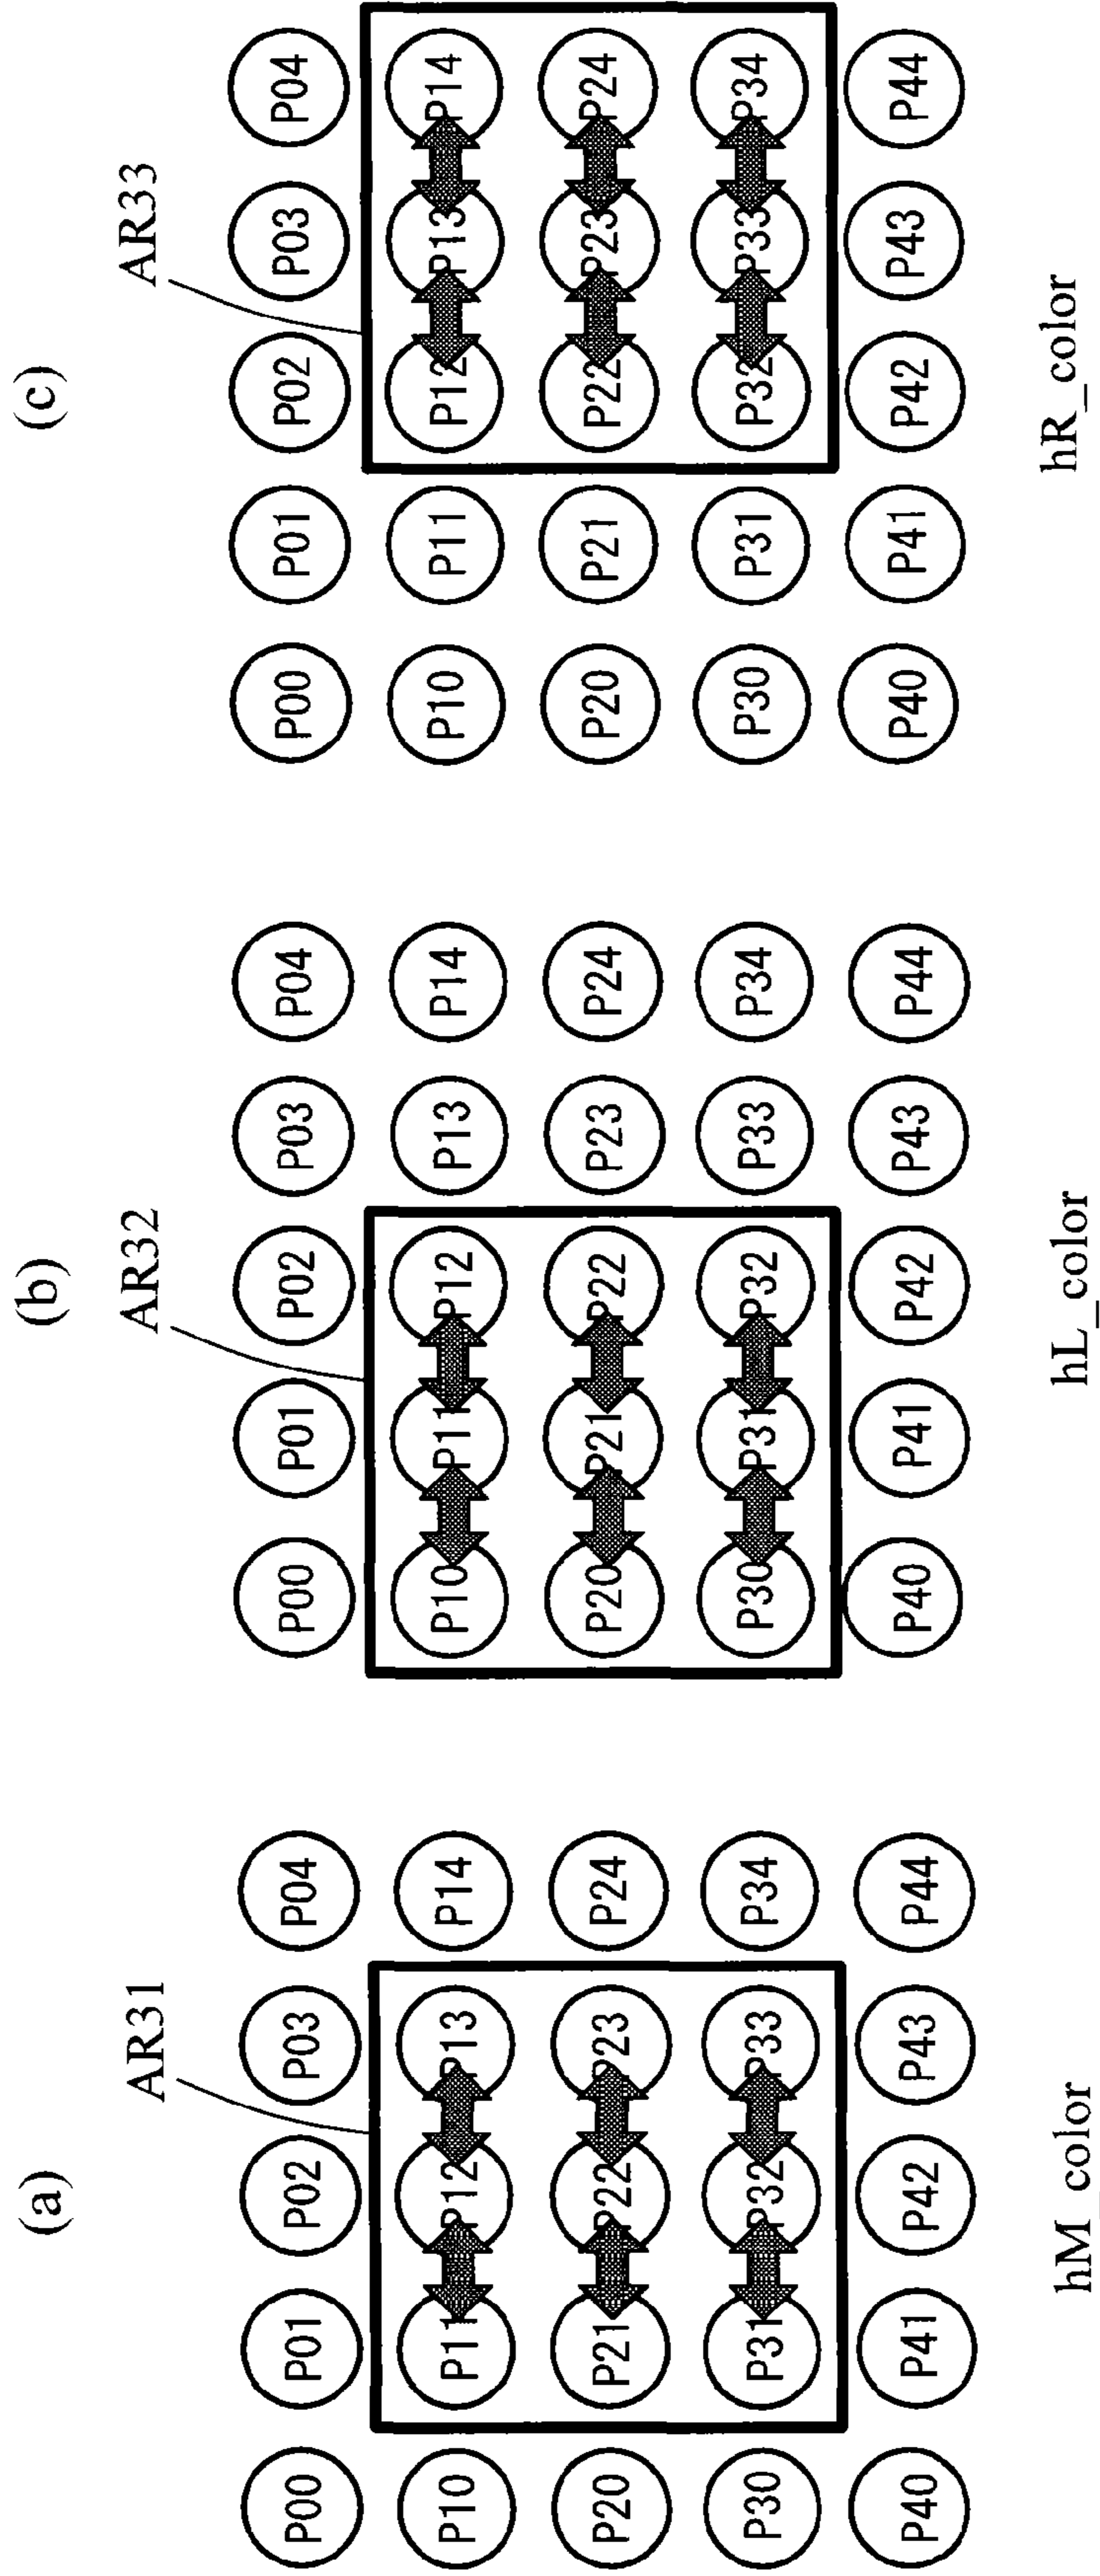 (a)
AR31
P00 P01 P02 P03 P04
P10 P11 P12 P13 P14
P20 P21 P22 P23 P24
P30 P31 P32 P33 P34
P40 P41 P42 P43 P44
hM_color
(b)
AR32
P00 P01 P02 P03 P04
P10 P11 P12 P13 P14
P20 P21 P22 P23 P24
P30 P31 P32 P33 P34
P40 P41 P42 P43 P44
hL_color
(c)
AR33
P00 P01 P02 P03 P04
P10 P11 P12 P13 P14
P20 P21 P22 P23 P24
P30 P31 P32 P33 P34
P40 P41 P42 P43 P44
hR_color